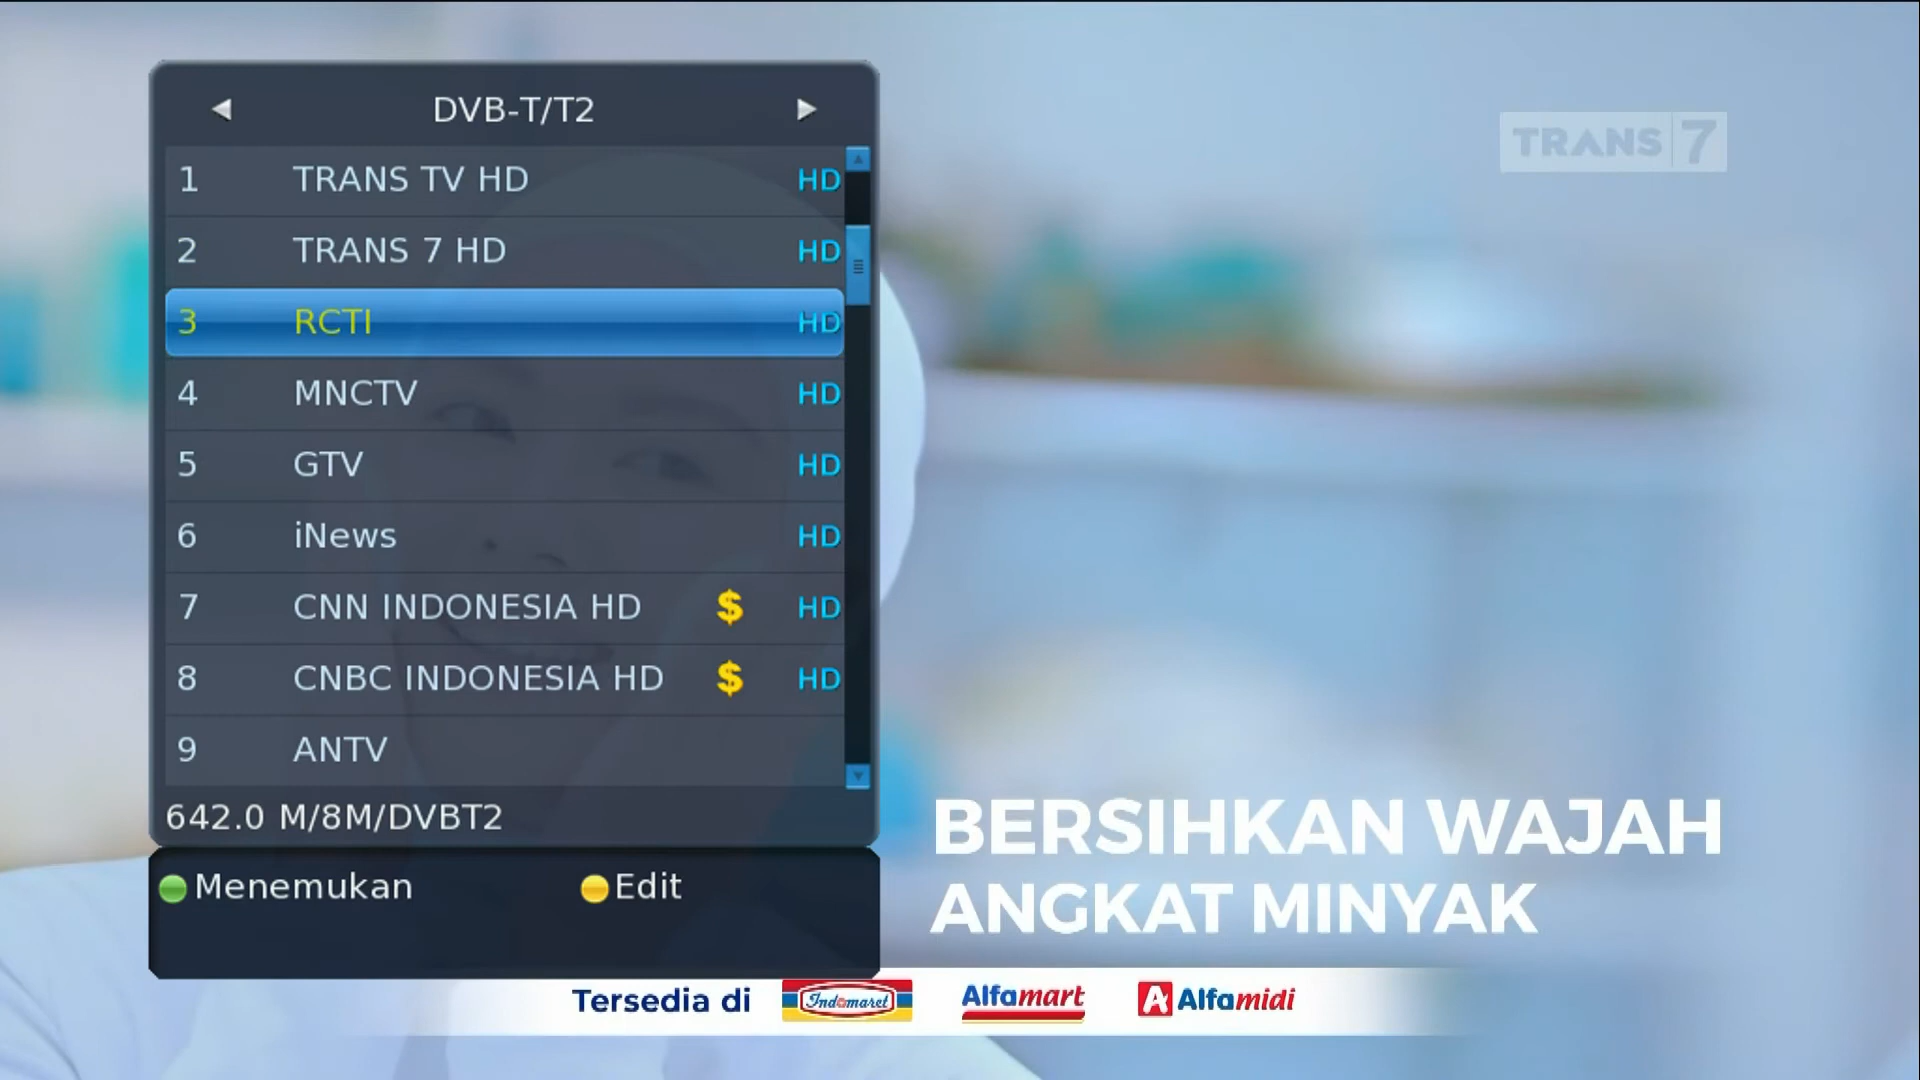 DVB-T/T2
1 TRANS TV HD HD
2 TRANS 7 HD HD
3 RCTI HD
4 MNCTV HD
5 GTV HD
6 iNews HD
7 CNN INDONESIA HD $ HD
8 CNBC INDONESIA HD $ HD
9 ANTV
642.0 M/8M/DVBT2
Menemukan Edit
TRANS 7
BERSIHKAN WAJAH
ANGKAT MINYAK
Tersedia di Indomaret Alfamart Alfamidi